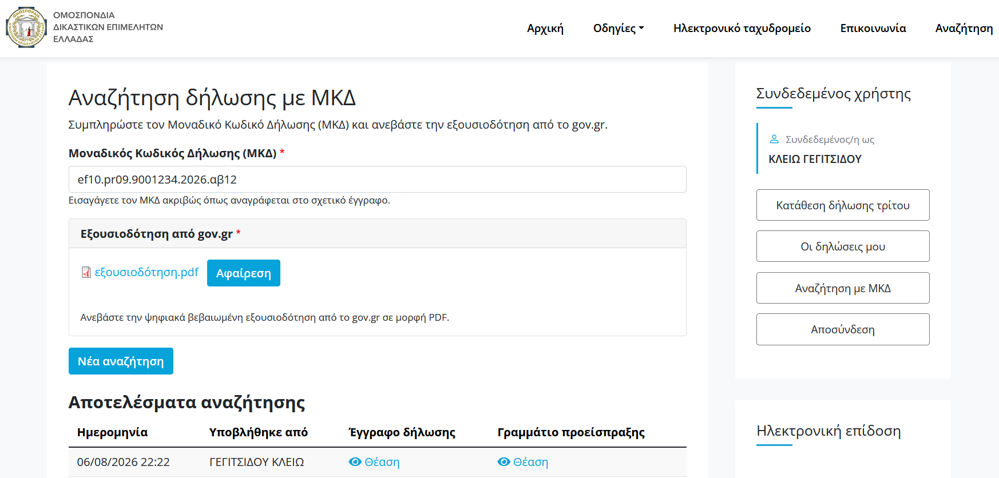 ΟΜΟΣΠΟΝΔΙΑ
ΔΙΚΑΣΤΙΚΩΝ ΕΠΙΜΕΛΗΤΩΝ
ΕΛΛΑΔΑΣ
Αρχική
Οδηγίες
Ηλεκτρονικό ταχυδρομείο
Επικοινωνία
Αναζήτηση
Αναζήτηση δήλωσης με ΜΚΔ
Συμπληρώστε τον Μοναδικό Κωδικό Δήλωσης (ΜΚΔ) και ανεβάστε την εξουσιοδότηση από το gov.gr.
Μοναδικός Κωδικός Δήλωσης (ΜΚΔ) *
ef10.pr09.9001234.2026.αβ12
Εισαγάγετε τον ΜΚΔ ακριβώς όπως αναγράφεται στο σχετικό έγγραφο.
Εξουσιοδότηση από gov.gr *
εξουσιοδότηση.pdf
Αφαίρεση
Ανεβάστε την ψηφιακά βεβαιωμένη εξουσιοδότηση από το gov.gr σε μορφή PDF.
Νέα αναζήτηση
Αποτελέσματα αναζήτησης
Ημερομηνία Υποβλήθηκε από Έγγραφο δήλωσης Γραμμάτιο προείσπραξης
06/08/2026 22:22 ΓΕΓΙΤΣΙΔΟΥ ΚΛΕΙΩ Θέαση Θέαση
Συνδεδεμένος χρήστης
Συνδεδεμένος/η ως
ΚΛΕΙΩ ΓΕΓΙΤΣΙΔΟΥ
Κατάθεση δήλωσης τρίτου
Οι δηλώσεις μου
Αναζήτηση με ΜΚΔ
Αποσύνδεση
Ηλεκτρονική επίδοση